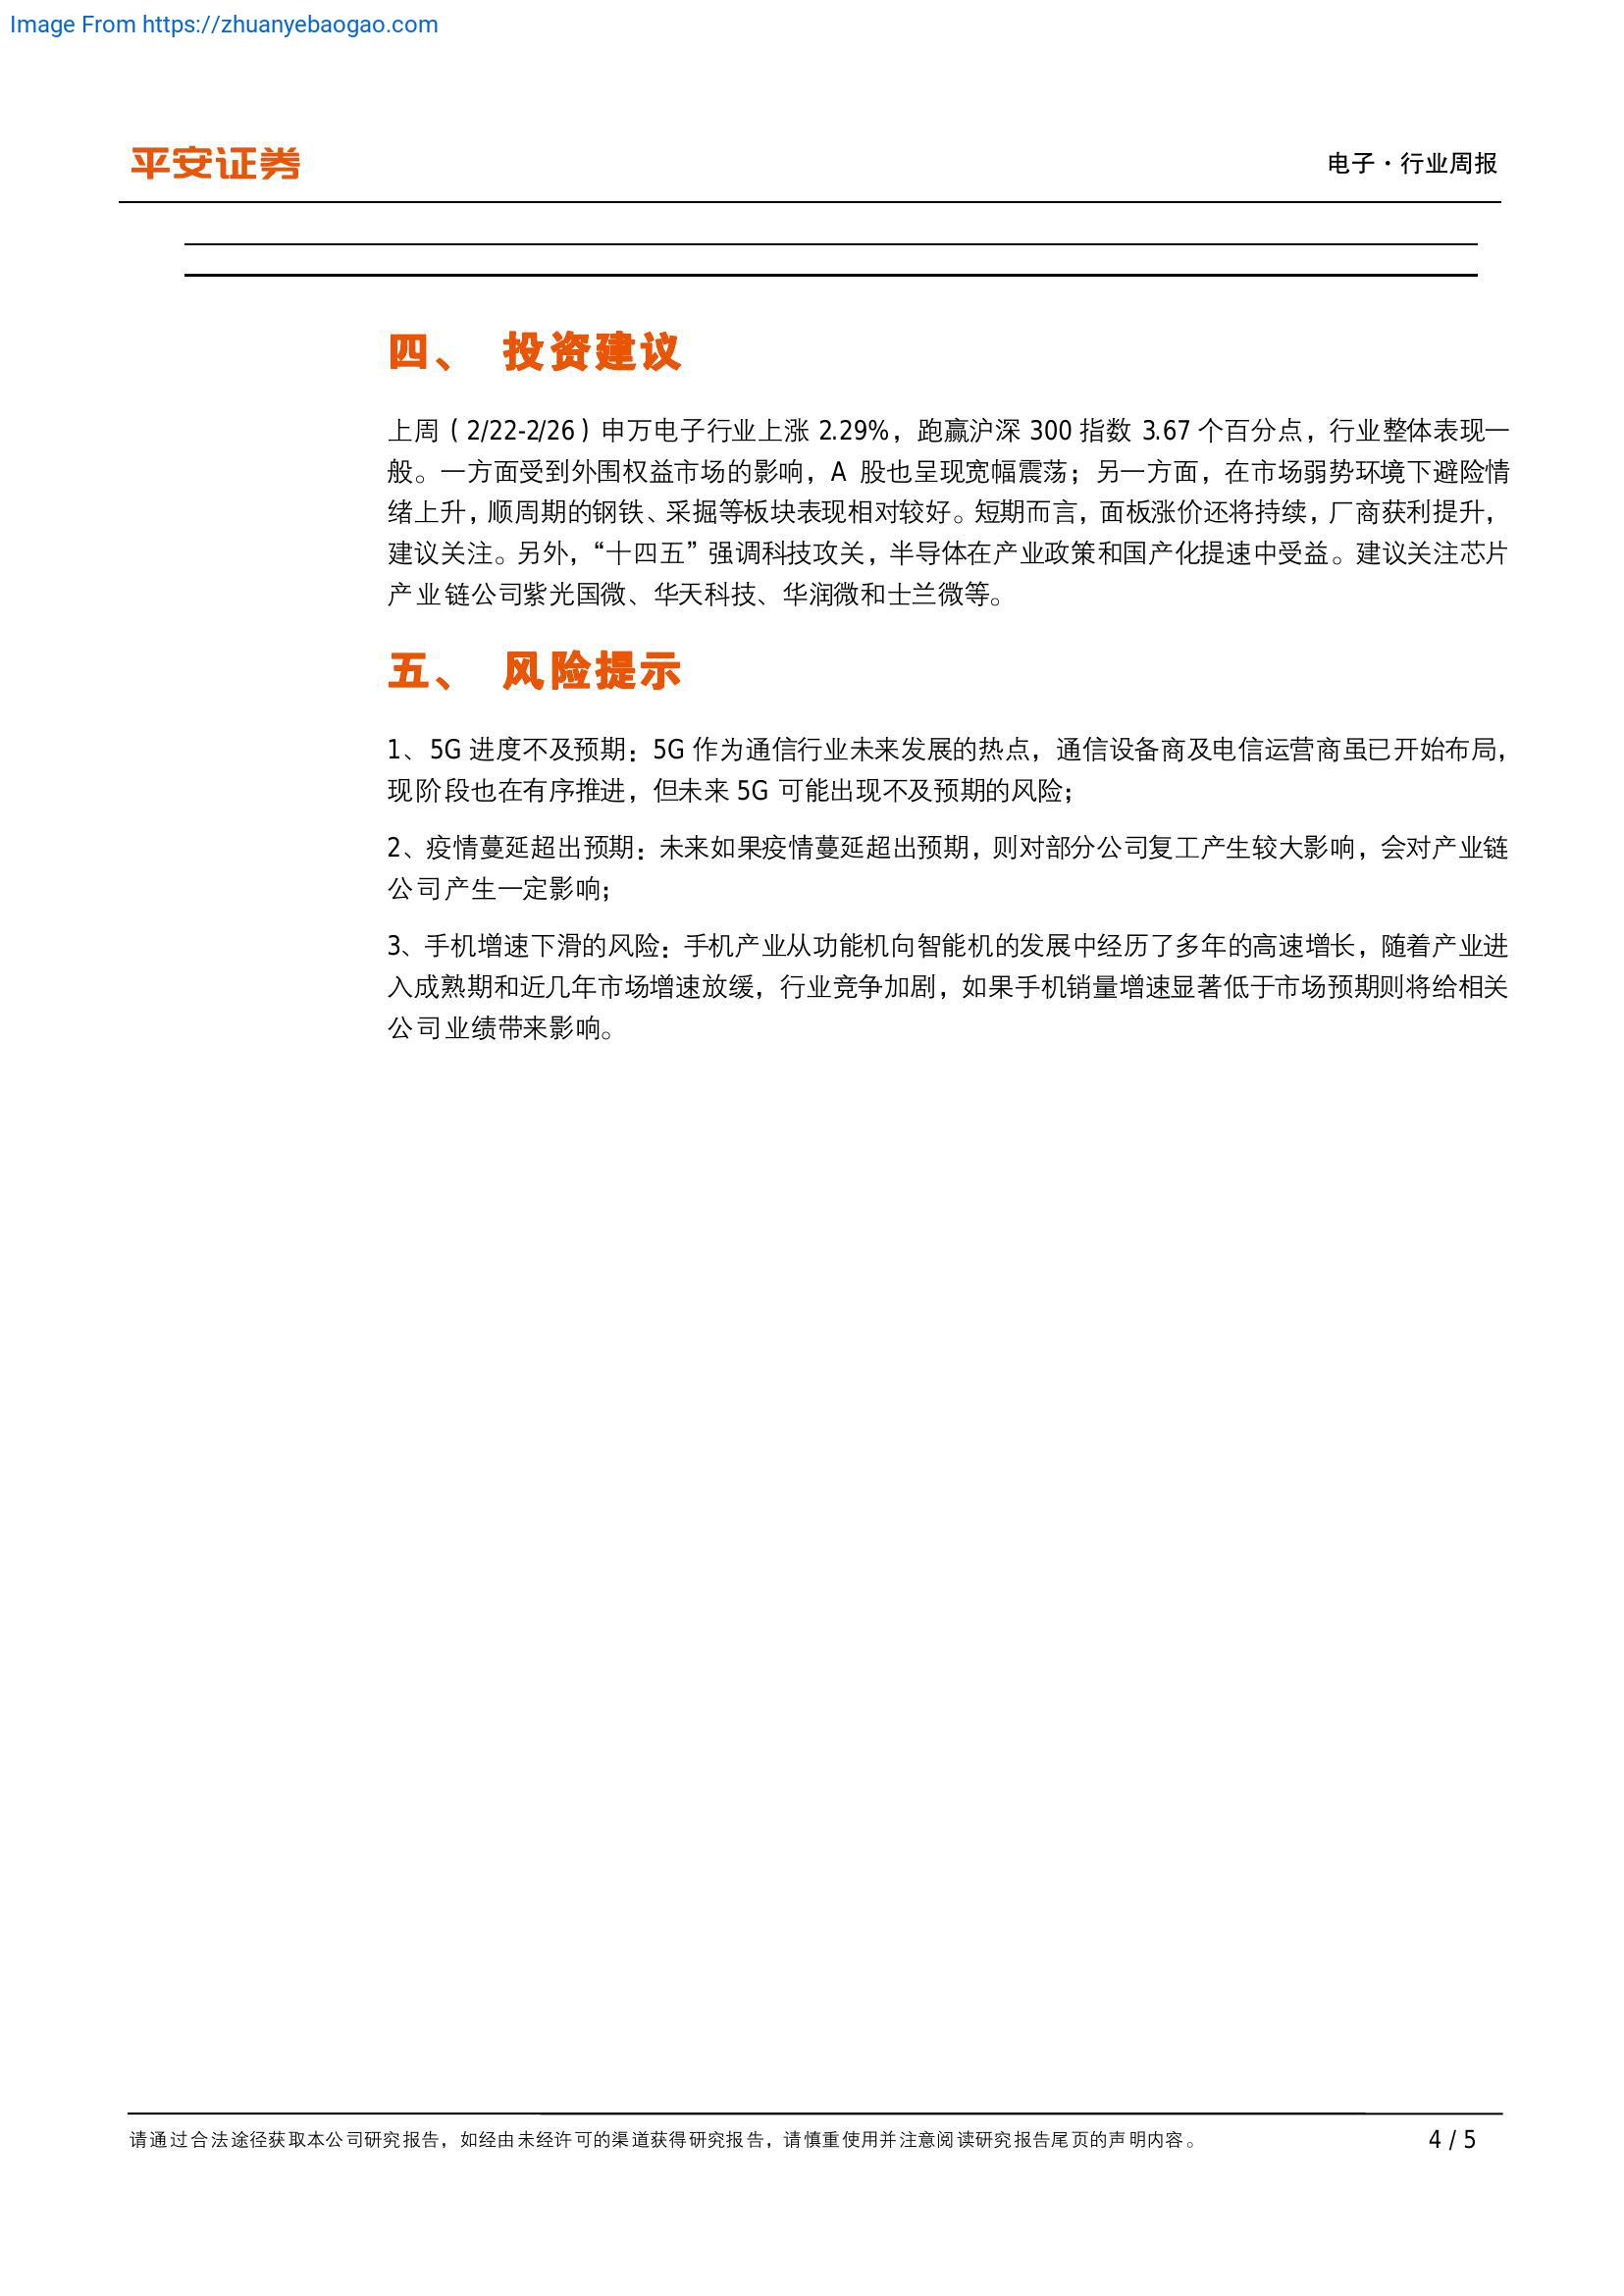 Image From https://zhuanyebaogao.com
平安证券
电子·行业周报
四、 投资建议
上周（2/22-2/26）申万电子行业上涨 2.29%，跑赢沪深 300 指数 3.67 个百分点，行业整体表现一
般。一方面受到外围权益市场的影响，A 股也呈现宽幅震荡；另一方面，在市场弱势环境下避险情
绪上升，顺周期的钢铁、采掘等板块表现相对较好。短期而言，面板涨价还将持续，厂商获利提升，
建议关注。另外，“十四五”强调科技攻关，半导体在产业政策和国产化提速中受益。建议关注芯片
产业链公司紫光国微、华天科技、华润微和士兰微等。
五、 风险提示
1、5G 进度不及预期：5G 作为通信行业未来发展的热点，通信设备商及电信运营商虽已开始布局，
现阶段也在有序推进，但未来 5G 可能出现不及预期的风险；
2、疫情蔓延超出预期：未来如果疫情蔓延超出预期，则对部分公司复工产生较大影响，会对产业链
公司产生一定影响；
3、手机增速下滑的风险：手机产业从功能机向智能机的发展中经历了多年的高速增长，随着产业进
入成熟期和近几年市场增速放缓，行业竞争加剧，如果手机销量增速显著低于市场预期则将给相关
公司业绩带来影响。
请通过合法途径获取本公司研究报告，如经由未经许可的渠道获得研究报告，请慎重使用并注意阅读研究报告尾页的声明内容。
4 / 5